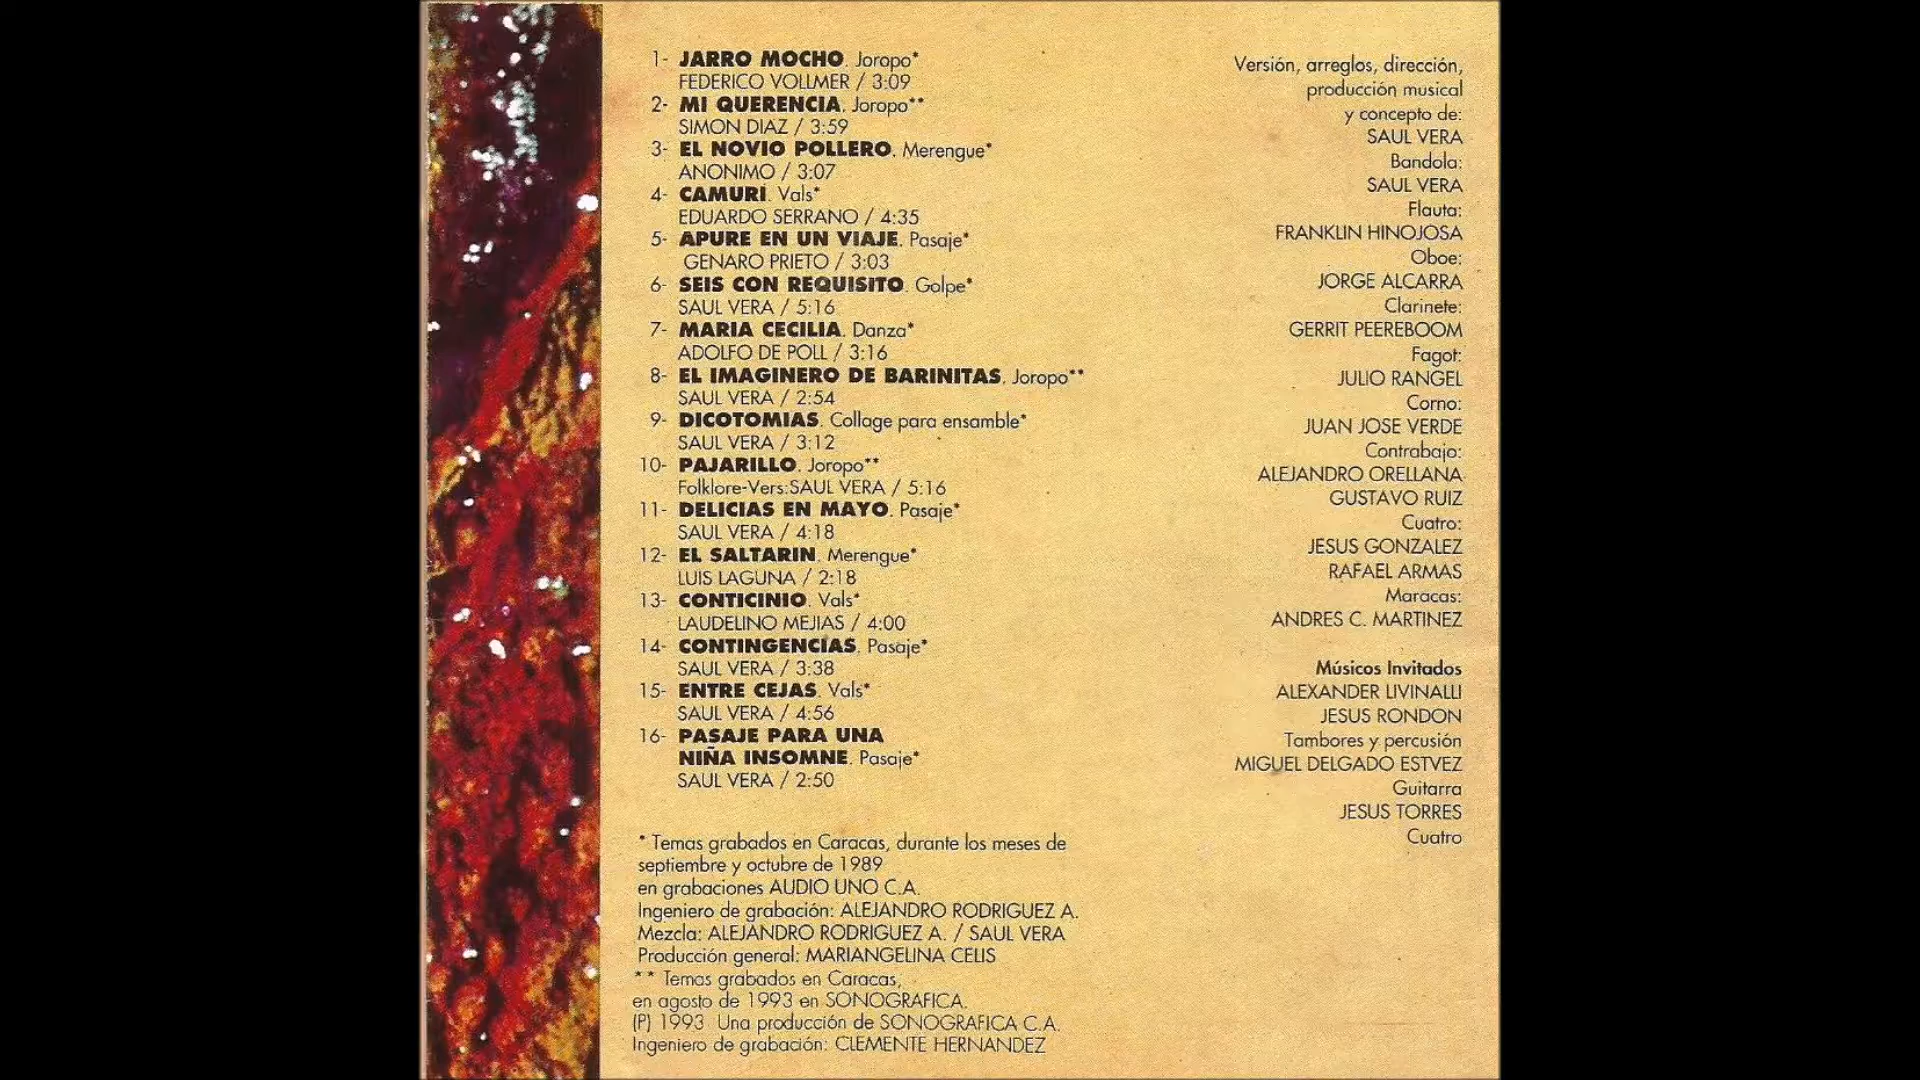 1- JARRO MOCHO. Joropo*
FEDERICO VOLLMER / 3:09
2- MI QUERENCIA. Joropo**
SIMON DIAZ / 3:59
3- EL NOVIO POLLERO. Merengue*
ANONIMO / 3:07
4- CAMURI. Vals*
EDUARDO SERRANO / 4:35
5- APURE EN UN VIAJE. Pasaje*
GENARO PRIETO / 3:03
6- SEIS CON REQUISITO. Golpe*
SAUL VERA / 5:16
7- MARIA CECILIA. Danza*
ADOLFO DE POLL / 3:16
8- EL IMAGINERO DE BARINITAS. Joropo**
SAUL VERA / 2:54
9- DICOTOMIAS. Collage para ensamble*
SAUL VERA / 3:12
10- PAJARILLO. Joropo**
Folklore-Vers:SAUL VERA / 5:16
11- DELICIAS EN MAYO. Pasaje*
SAUL VERA / 4:18
12- EL SALTARIN. Merengue*
LUIS LAGUNA / 2:18
13- CONTICINIO. Vals*
LAUDELINO MEJIAS / 4:00
14- CONTINGENCIAS. Pasaje*
SAUL VERA / 3:38
15- ENTRE CEJAS. Vals*
SAUL VERA / 4:56
16- PASAJE PARA UNA
NIÑA INSOMNE. Pasaje*
SAUL VERA / 2:50
* Temas grabados en Caracas, durante los meses de
septiembre y octubre de 1989
en grabaciones AUDIO UNO C.A.
Ingeniero de grabación: ALEJANDRO RODRIGUEZ A.
Mezcla: ALEJANDRO RODRIGUEZ A. / SAUL VERA
Producción general: MARIANGELINA CELIS
** Temas grabados en Caracas,
en agosto de 1993 en SONOGRAFICA.
(P) 1993 Una producción de SONOGRAFICA C.A.
Ingeniero de grabación: CLEMENTE HERNANDEZ
Versión, arreglos, dirección,
producción musical
y concepto de:
SAUL VERA
Bandola:
SAUL VERA
Flauta:
FRANKLIN HINOJOSA
Oboe:
JORGE ALCARRA
Clarinete:
GERRIT PEEREBOOM
Fagot:
JULIO RANGEL
Corno:
JUAN JOSE VERDE
Contrabajo:
ALEJANDRO ORELLANA
GUSTAVO RUIZ
Cuatro:
JESUS GONZALEZ
RAFAEL ARMAS
Maracas:
ANDRES C. MARTINEZ
Músicos Invitados
ALEXANDER LIVINALLI
JESUS RONDON
Tambores y percusión
MIGUEL DELGADO ESTVEZ
Guitarra
JESUS TORRES
Cuatro